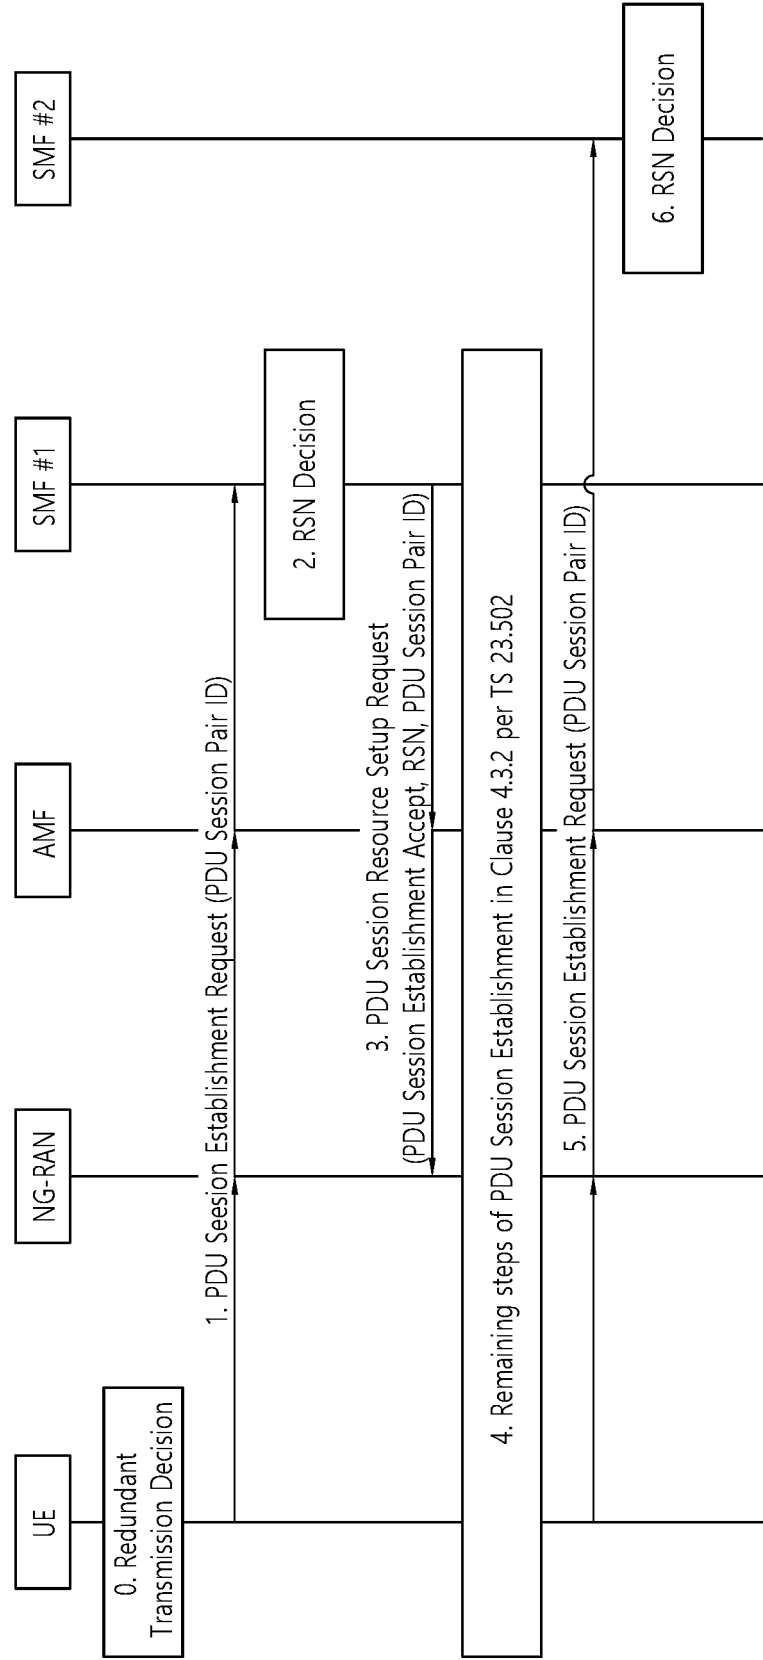 UE
NG-RAN
AMF
SMF #1
SMF #2
0. Redundant
Transmission Decision
1. PDU Seesion Establishment Request (PDU Session Pair ID)
2. RSN Decision
3. PDU Session Resource Setup Request
(PDU Session Establishment Accept, RSN, PDU Session Pair ID)
4. Remaining steps of PDU Session Establishment in Clause 4.3.2 per TS 23.502
5. PDU Session Establishment Request (PDU Session Pair ID)
6. RSN Decision